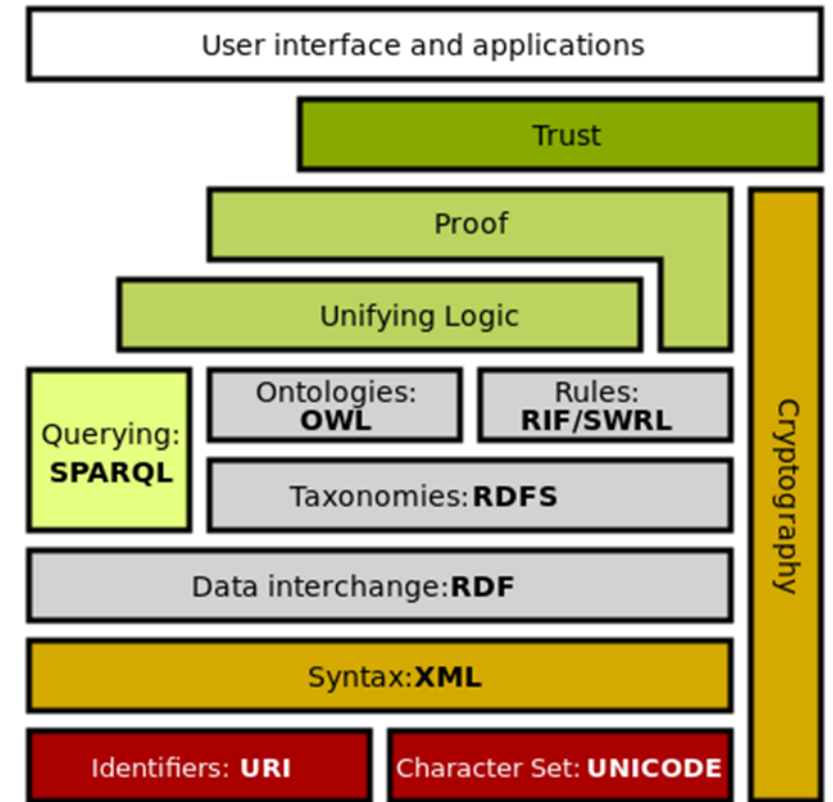 User interface and applications
Trust
Proof
Unifying Logic
Ontologies:
OWL
Rules:
RIF/SWRL
Querying:
SPARQL
Taxonomies:RDFS
Cryptography
Data interchange:RDF
Syntax:XML
Identifiers: URI
Character Set: UNICODE